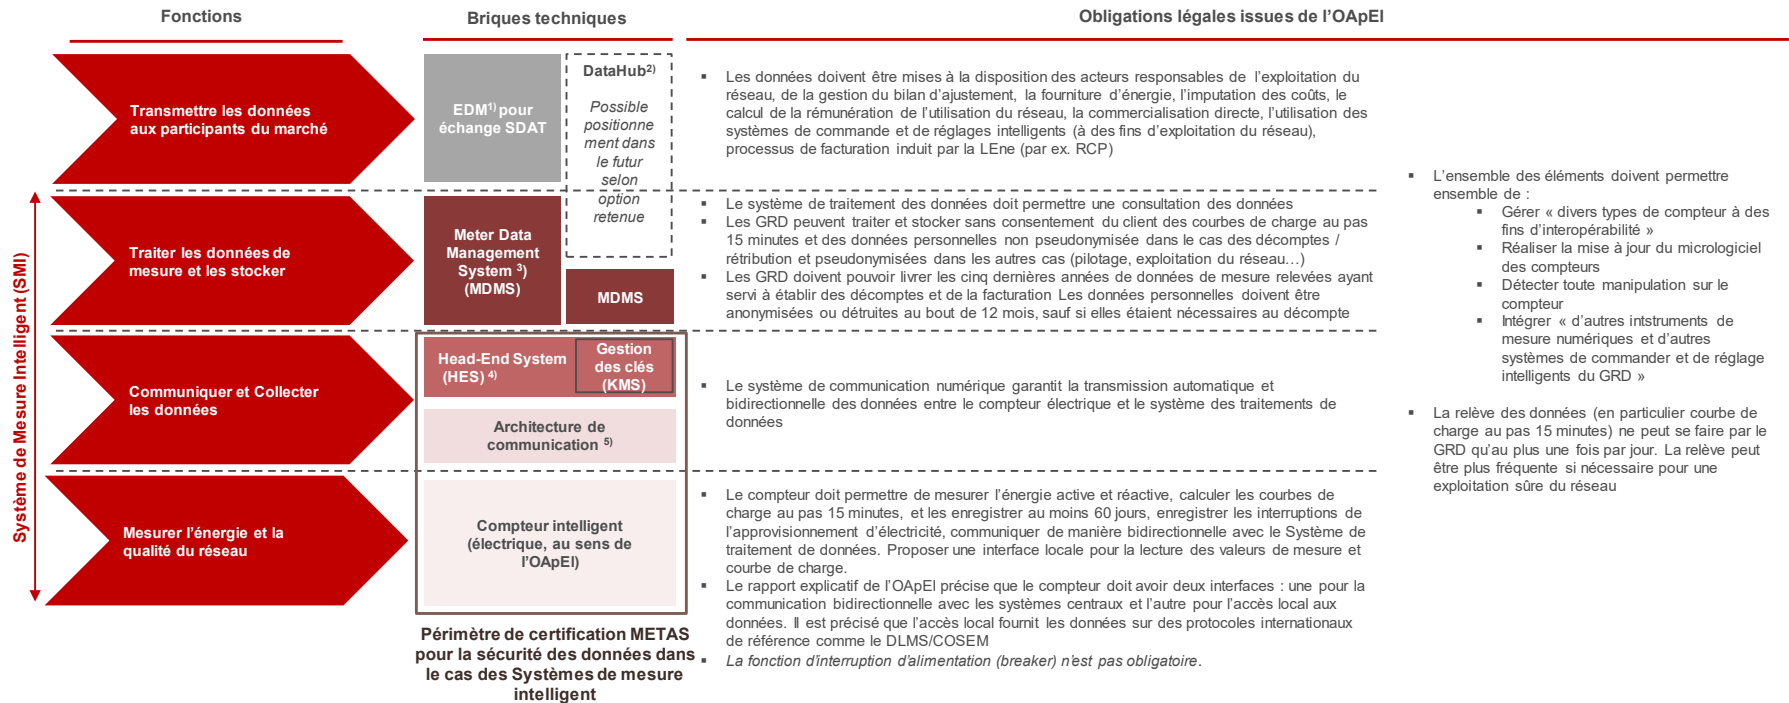 Fonctions
Briques techniques
Obligations légales issues de l'OApEl
Système de Mesure Intelligent (SMI)
Transmettre les données
aux participants du marché
EDM1) pour
échange SDAT
DataHub2)
Possible
positionne
ment dans
le futur
selon
option
retenue
▪ Les données doivent être mises à la disposition des acteurs responsables de l'exploitation du
réseau, de la gestion du bilan d'ajustement, la fourniture d'énergie, l'imputation des coûts, le
calcul de la rémunération de l'utilisation du réseau, la commercialisation directe, l'utilisation des
systèmes de commande et de réglages intelligents (à des fins d'exploitation du réseau),
processus de facturation induit par la LEne (par ex. RCP)
Traiter les données de
mesure et les stocker
Meter Data
Management
System 3)
(MDMS)
MDMS
▪ Le système de traitement des données doit permettre une consultation des données
▪ Les GRD peuvent traiter et stocker sans consentement du client des courbes de charge au pas
15 minutes et des données personnelles non pseudonymisée dans le cas des décomptes /
rétribution et pseudonymisées dans les autres cas (pilotage, exploitation du réseau…)
▪ Les GRD doivent pouvoir livrer les cinq dernières années de données de mesure relevées ayant
servi à établir des décomptes et de la facturation Les données personnelles doivent être
anonymisées ou détruites au bout de 12 mois, sauf si elles étaient nécessaires au décompte
Communiquer et Collecter
les données
Head-End System
(HES) 4)
Gestion
des clés
(KMS)
Architecture de
communication 5)
▪ Le système de communication numérique garantit la transmission automatique et
bidirectionnelle des données entre le compteur électrique et le système des traitements de
données
Mesurer l'énergie et la
qualité du réseau
Compteur intelligent
(électrique, au sens de
l'OApEl)
▪ Le compteur doit permettre de mesurer l'énergie active et réactive, calculer les courbes de
charge au pas 15 minutes, et les enregistrer au moins 60 jours, enregistrer les interruptions de
l'approvisionnement d'électricité, communiquer de manière bidirectionnelle avec le Système de
traitement de données. Proposer une interface locale pour la lecture des valeurs de mesure et
courbe de charge.
▪ Le rapport explicatif de l'OApEl précise que le compteur doit avoir deux interfaces : une pour la
communication bidirectionnelle avec les systèmes centraux et l'autre pour l'accès local aux
données. Il est précisé que l'accès local fournit les données sur des protocoles internationaux
de référence comme le DLMS/COSEM
▪ La fonction d'interruption d'alimentation (breaker) n'est pas obligatoire.
Périmètre de certification METAS
pour la sécurité des données dans
le cas des Systèmes de mesure
intelligent
▪ L'ensemble des éléments doivent permettre
ensemble de :
▪ Gérer « divers types de compteur à des
fins d'interopérabilité »
▪ Réaliser la mise à jour du micrologiciel
des compteurs
▪ Détecter toute manipulation sur le
compteur
▪ Intégrer « d'autres intstruments de
mesure numériques et d'autres
systèmes de commander et de réglage
intelligents du GRD »
▪ La relève des données (en particulier courbe de
charge au pas 15 minutes) ne peut se faire par le
GRD qu'au plus une fois par jour. La relève peut
être plus fréquente si nécessaire pour une
exploitation sûre du réseau